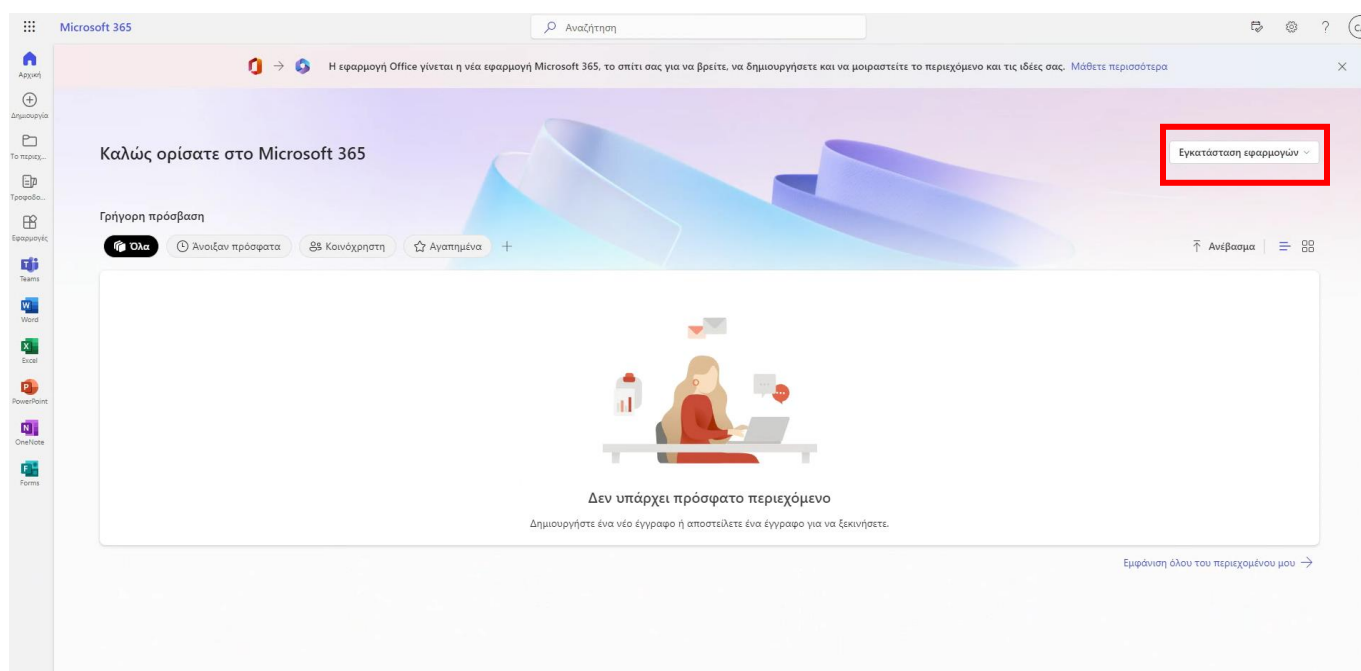 Microsoft 365
Αναζήτηση
?
Αρχική
Η εφαρμογή Office γίνεται η νέα εφαρμογή Microsoft 365, το σπίτι σας για να βρείτε, να δημιουργήσετε και να μοιραστείτε το περιεχόμενο και τις ιδέες σας. Μάθετε περισσότερα
Δημιουργία
Το περιεχ...
Καλώς ορίσατε στο Microsoft 365
Εγκατάσταση εφαρμογών
Τροφοδο...
Γρήγορη πρόσβαση
Εφαρμογές
Όλα
Άνοιξαν πρόσφατα
Κοινόχρηστη
Αγαπημένα
Ανέβασμα
Teams
Word
Excel
PowerPoint
OneNote
Forms
Δεν υπάρχει πρόσφατο περιεχόμενο
Δημιουργήστε ένα νέο έγγραφο ή αποστείλετε ένα έγγραφο για να ξεκινήσετε.
Εμφάνιση όλου του περιεχομένου μου